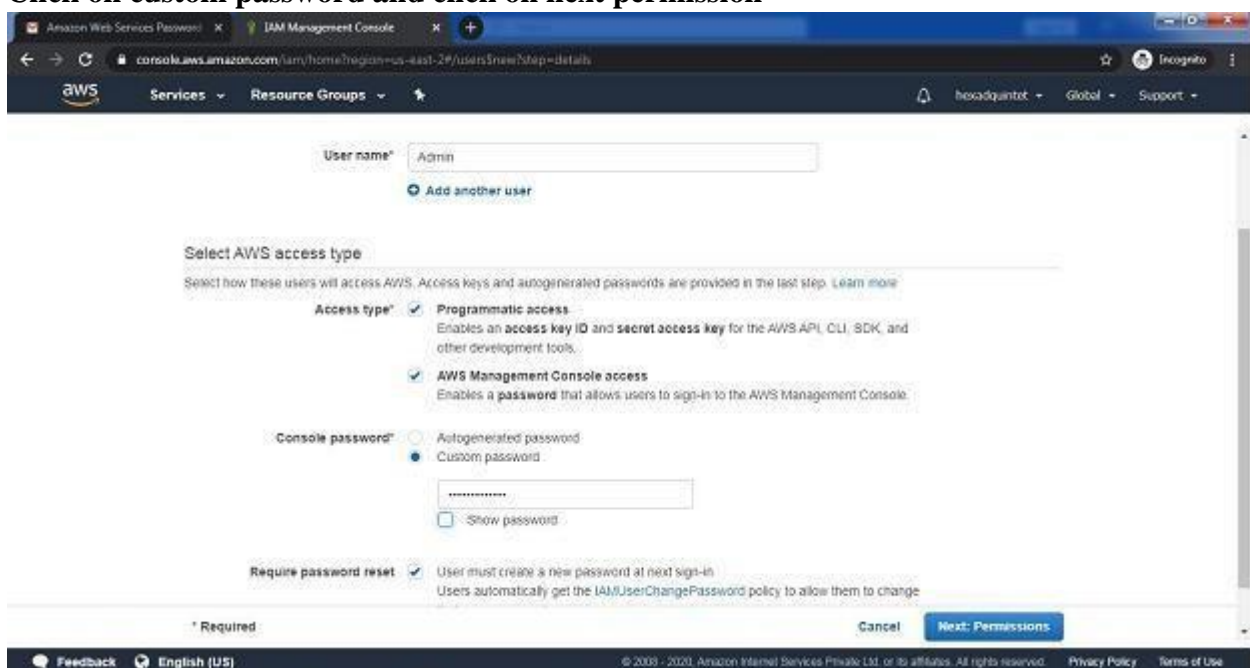 Click on custom password and click on next permission
Amazon Web Services Password
IAM Management Console
console.aws.amazon.com/iam/home?region=us-east-2#/users$new?step=details
Incognito
aws
Services
Resource Groups
hexadquintet
Global
Support
User name*
Admin
Add another user
Select AWS access type
Select how these users will access AWS. Access keys and autogenerated passwords are provided in the last step. Learn more
Access type*
Programmatic access
Enables an access key ID and secret access key for the AWS API, CLI, SDK, and
other development tools.
AWS Management Console access
Enables a password that allows users to sign-in to the AWS Management Console.
Console password*
Autogenerated password
Custom password
Show password
Require password reset
User must create a new password at next sign-in
Users automatically get the IAMUserChangePassword policy to allow them to change
* Required
Cancel
Next: Permissions
Feedback
English (US)
© 2008 - 2020, Amazon Internet Services Private Ltd. or its affiliates. All rights reserved.
Privacy Policy
Terms of Use